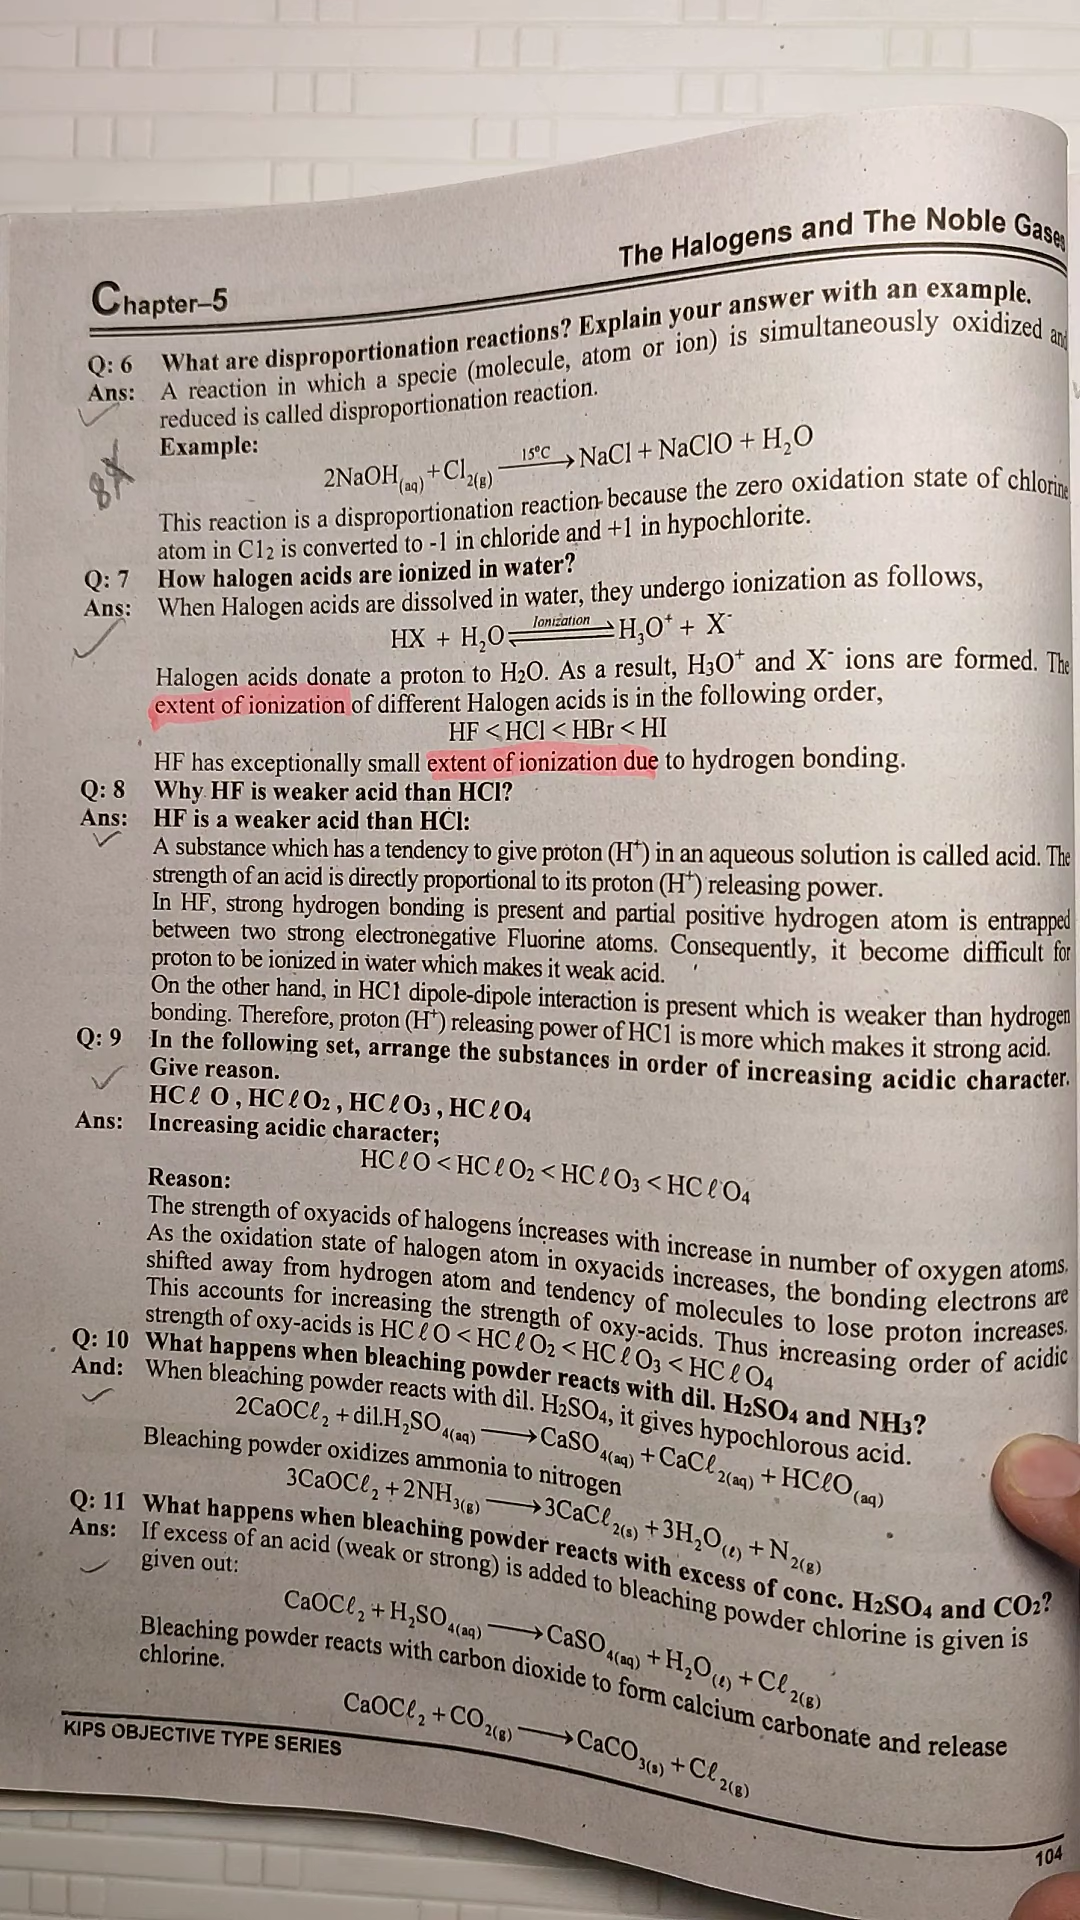 The Halogens and The Noble Gases
Chapter–5
Q: 6 What are disproportionation reactions? Explain your answer with an example.
Ans: A reaction in which a specie (molecule, atom or ion) is simultaneously oxidized and
reduced is called disproportionation reaction.
Example:
2NaOH(aq) + Cl2(g) —15°C→ NaCl + NaClO + H2O
This reaction is a disproportionation reaction because the zero oxidation state of chlorine
atom in C12 is converted to -1 in chloride and +1 in hypochlorite.
Q: 7 How halogen acids are ionized in water?
Ans: When Halogen acids are dissolved in water, they undergo ionization as follows,
HX + H2O ⇌ Ionization H3O+ + X-
Halogen acids donate a proton to H2O. As a result, H3O+ and X- ions are formed. The
extent of ionization of different Halogen acids is in the following order,
HF < HCl < HBr < HI
HF has exceptionally small extent of ionization due to hydrogen bonding.
Q: 8 Why HF is weaker acid than HCl?
Ans: HF is a weaker acid than HCl:
A substance which has a tendency to give proton (H+) in an aqueous solution is called acid. The
strength of an acid is directly proportional to its proton (H+) releasing power.
In HF, strong hydrogen bonding is present and partial positive hydrogen atom is entrapped
between two strong electronegative Fluorine atoms. Consequently, it become difficult for
proton to be ionized in water which makes it weak acid.
On the other hand, in HC1 dipole-dipole interaction is present which is weaker than hydrogen
bonding. Therefore, proton (H+) releasing power of HC1 is more which makes it strong acid.
Q: 9 In the following set, arrange the substances in order of increasing acidic character.
Give reason.
HCℓ O , HCℓO2 , HCℓO3 , HCℓO4
Ans: Increasing acidic character;
HCℓO < HCℓO2 < HCℓO3 < HCℓO4
Reason:
The strength of oxyacids of halogens increases with increase in number of oxygen atoms.
As the oxidation state of halogen atom in oxyacids increases, the bonding electrons are
shifted away from hydrogen atom and tendency of molecules to lose proton increases.
This accounts for increasing the strength of oxy-acids. Thus increasing order of acidic
strength of oxy-acids is HCℓO < HCℓO2 < HCℓO3 < HCℓO4
Q: 10 What happens when bleaching powder reacts with dil. H2SO4 and NH3?
And: When bleaching powder reacts with dil. H2SO4, it gives hypochlorous acid.
2CaOCℓ2 + dil.H2SO4(aq) ⟶ CaSO4(aq) + CaCℓ2(aq) + HCℓO(aq)
Bleaching powder oxidizes ammonia to nitrogen
3CaOCℓ2 + 2NH3(g) ⟶ 3CaCℓ2(s) + 3H2O(ℓ) + N2(g)
Q: 11 What happens when bleaching powder reacts with excess of conc. H2SO4 and CO2?
Ans: If excess of an acid (weak or strong) is added to bleaching powder chlorine is given is
given out:
CaOCℓ2 + H2SO4(aq) ⟶ CaSO4(aq) + H2O(ℓ) + Cℓ2(g)
Bleaching powder reacts with carbon dioxide to form calcium carbonate and release
chlorine.
CaOCℓ2 + CO2(g) ⟶ CaCO3(s) + Cℓ2(g)
KIPS OBJECTIVE TYPE SERIES
104